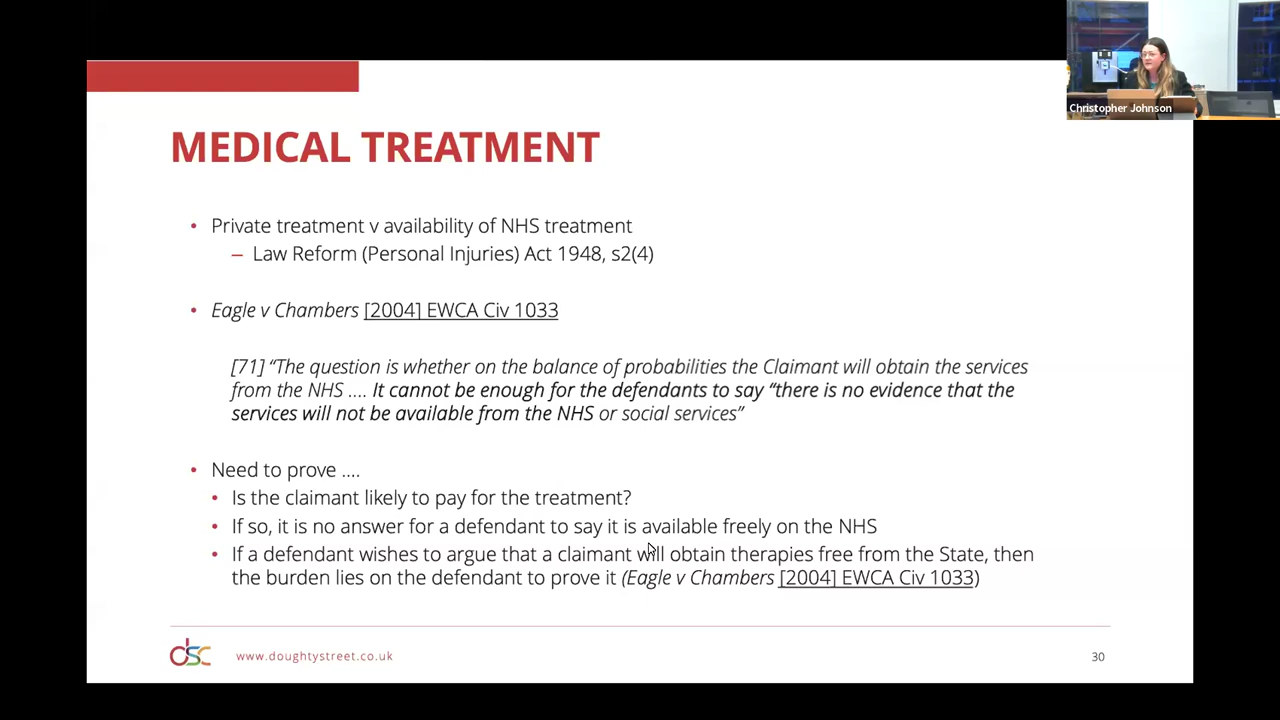 Christopher Johnson
MEDICAL TREATMENT
• Private treatment v availability of NHS treatment
– Law Reform (Personal Injuries) Act 1948, s2(4)
• Eagle v Chambers [2004] EWCA Civ 1033
[71] “The question is whether on the balance of probabilities the Claimant will obtain the services
from the NHS .... It cannot be enough for the defendants to say “there is no evidence that the
services will not be available from the NHS or social services”
• Need to prove ....
• Is the claimant likely to pay for the treatment?
• If so, it is no answer for a defendant to say it is available freely on the NHS
• If a defendant wishes to argue that a claimant will obtain therapies free from the State, then
the burden lies on the defendant to prove it (Eagle v Chambers [2004] EWCA Civ 1033)
dsc
www.doughtystreet.co.uk
30